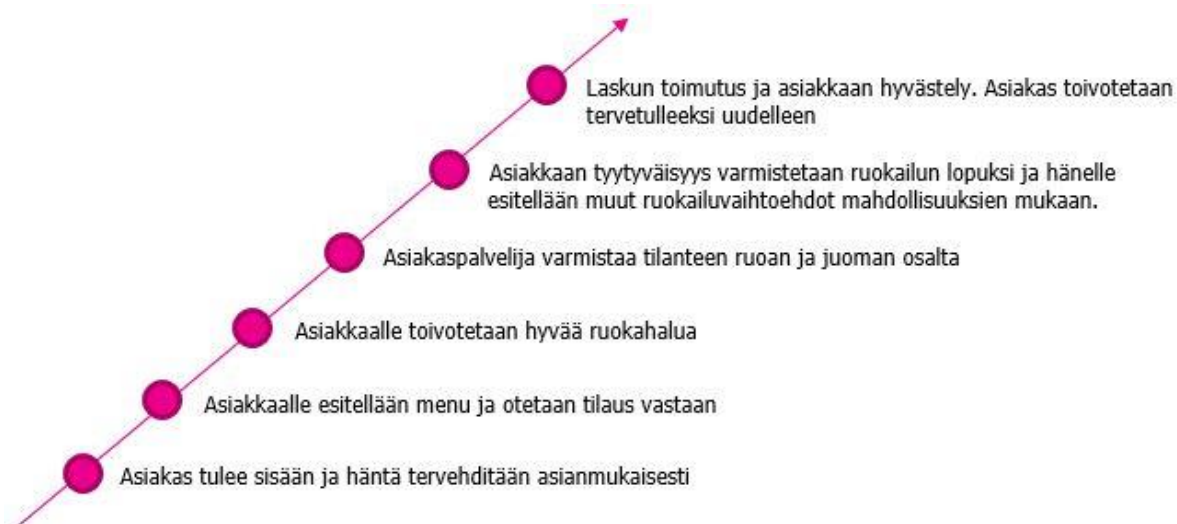 Laskun toimutus ja asiakkaan hyvästely. Asiakas toivotetaan
tervetulleeksi uudelleen
Asiakkaan tyytyväisyys varmistetaan ruokailun lopuksi ja hänelle
esitellään muut ruokailuvaihtoehdot mahdollisuuksien mukaan.
Asiakaspalvelija varmistaa tilanteen ruoan ja juoman osalta
Asiakkaalle toivotetaan hyvää ruokahalua
Asiakkaalle esitellään menu ja otetaan tilaus vastaan
Asiakas tulee sisään ja häntä tervehditään asianmukaisesti